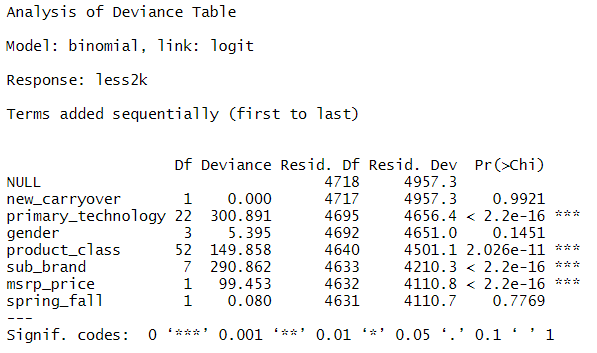 Analysis of Deviance Table
Model: binomial, link: logit
Response: less2k
Terms added sequentially (first to last)
                   Df Deviance Resid. Df Resid. Dev  Pr(>Chi)
NULL                                4718     4957.3
new_carryover       1    0.000      4717     4957.3    0.9921
primary_technology 22  300.891      4695     4656.4 < 2.2e-16 ***
gender              3    5.395      4692     4651.0    0.1451
product_class      52  149.858      4640     4501.1 2.026e-11 ***
sub_brand           7  290.862      4633     4210.3 < 2.2e-16 ***
msrp_price          1   99.453      4632     4110.8 < 2.2e-16 ***
spring_fall         1    0.080      4631     4110.7    0.7769
---
Signif. codes:  0 ‘***’ 0.001 ‘**’ 0.01 ‘*’ 0.05 ‘.’ 0.1 ‘ ’ 1